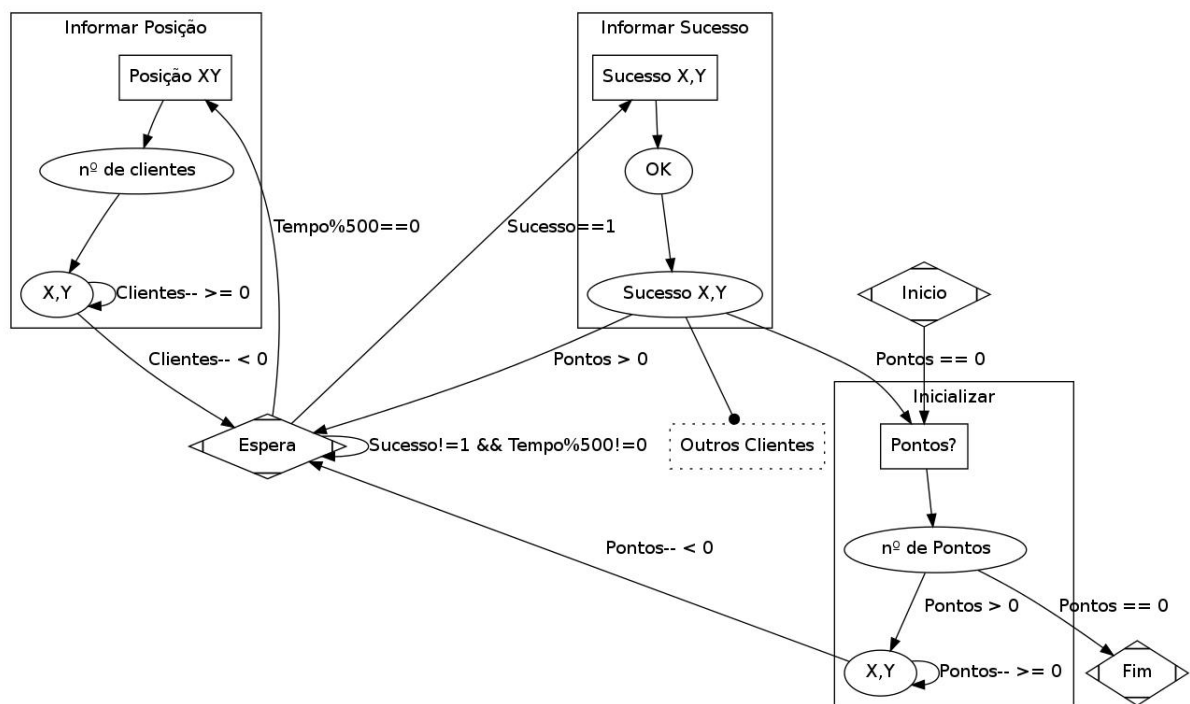 Informar Posição
Informar Sucesso
Posição XY
Sucesso X,Y
nº de clientes
OK
Tempo%500==0
Sucesso==1
X,Y
Clientes-- >= 0
Sucesso X,Y
Inicio
Clientes-- < 0
Pontos > 0
Pontos == 0
Inicializar
Espera
Sucesso!=1 && Tempo%500!=0
Outros Clientes
Pontos?
Pontos-- < 0
nº de Pontos
Pontos > 0
Pontos == 0
X,Y
Pontos-- >= 0
Fim